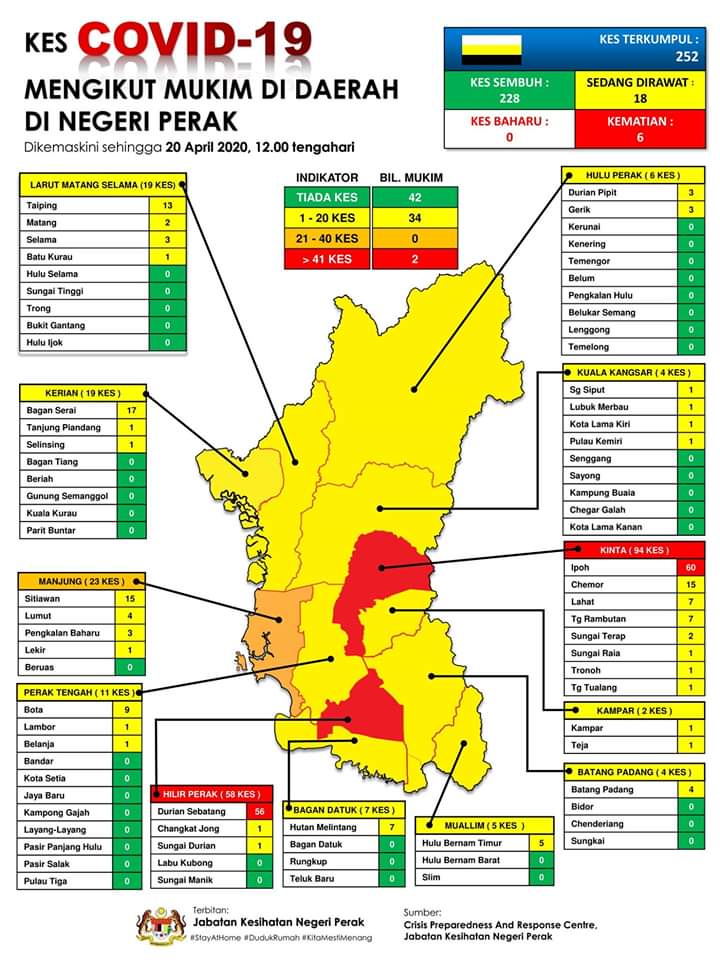 KES COVID-19
MENGIKUT MUKIM DI DAERAH
DI NEGERI PERAK
Dikemaskini sehingga 20 April 2020, 12.00 tengahari
KES TERKUMPUL :
252
KES SEMBUH :
228
SEDANG DIRAWAT :
18
KES BAHARU :
0
KEMATIAN :
6
INDIKATOR BIL. MUKIM
TIADA KES 42
1 - 20 KES 34
21 - 40 KES 0
> 41 KES 2
LARUT MATANG SELAMA (19 KES)
Taiping 13
Matang 2
Selama 3
Batu Kurau 1
Hulu Selama 0
Sungai Tinggi 0
Trong 0
Bukit Gantang 0
Hulu Ijok 0
HULU PERAK ( 6 KES )
Durian Pipit 3
Gerik 3
Kerunai 0
Kenering 0
Temengor 0
Belum 0
Pengkalan Hulu 0
Belukar Semang 0
Lenggong 0
Temelong 0
KERIAN ( 19 KES )
Bagan Serai 17
Tanjung Piandang 1
Selinsing 1
Bagan Tiang 0
Beriah 0
Gunung Semanggol 0
Kuala Kurau 0
Parit Buntar 0
KUALA KANGSAR ( 4 KES )
Sg Siput 1
Lubuk Merbau 1
Kota Lama Kiri 1
Pulau Kemiri 1
Senggang 0
Sayong 0
Kampung Buaia 0
Chegar Galah 0
Kota Lama Kanan 0
KINTA ( 94 KES )
Ipoh 60
Chemor 15
Lahat 7
Tg Rambutan 7
Sungai Terap 2
Sungai Raia 1
Tronoh 1
Tg Tualang 1
MANJUNG ( 23 KES )
Sitiawan 15
Lumut 4
Pengkalan Baharu 3
Lekir 1
Beruas 0
PERAK TENGAH ( 11 KES )
Bota 9
Lambor 1
Belanja 1
Bandar 0
Kota Setia 0
Jaya Baru 0
Kampong Gajah 0
Layang-Layang 0
Pasir Panjang Hulu 0
Pasir Salak 0
Pulau Tiga 0
KAMPAR ( 2 KES )
Kampar 1
Teja 1
BATANG PADANG ( 4 KES )
Batang Padang 4
Bidor 0
Chenderiang 0
Sungkai 0
HILIR PERAK ( 58 KES )
Durian Sebatang 56
Changkat Jong 1
Sungai Durian 1
Labu Kubong 0
Sungai Manik 0
BAGAN DATUK ( 7 KES )
Hutan Melintang 7
Bagan Datuk 0
Rungkup 0
Teluk Baru 0
MUALLIM ( 5 KES )
Hulu Bernam Timur 5
Hulu Bernam Barat 0
Slim 0
Terbitan:
Jabatan Kesihatan Negeri Perak
#StayAtHome #DudukRumah #KitaMestiMenang
Sumber:
Crisis Preparedness And Response Centre,
Jabatan Kesihatan Negeri Perak